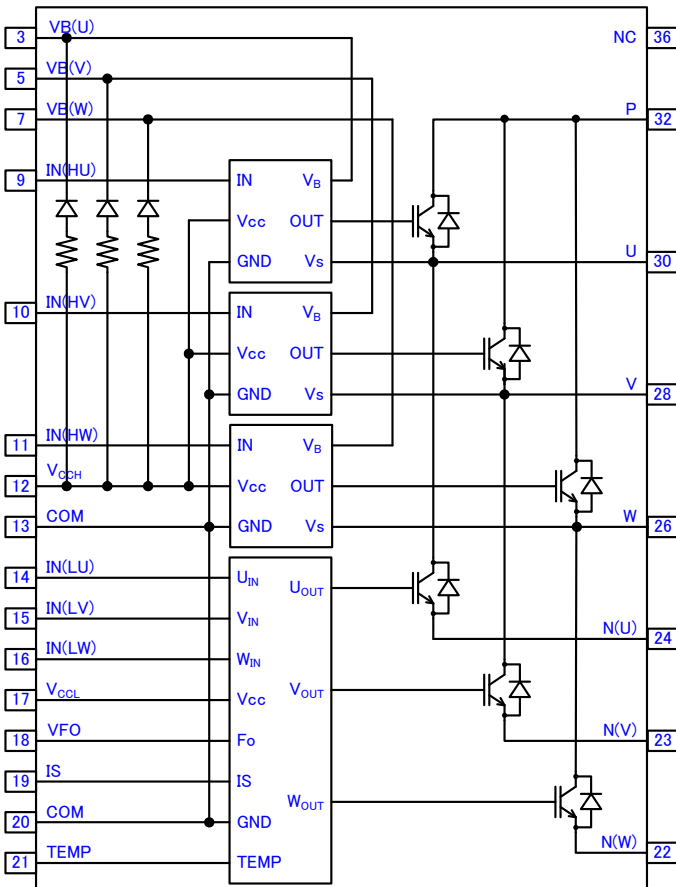 3 VB(U)
NC 36
5 VB(V)
7 VB(W)
P 32
9 IN(HU)
IN VB
Vcc OUT
GND Vs
U 30
10 IN(HV)
IN VB
Vcc OUT
GND Vs
V 28
11 IN(HW)
IN VB
12 VCCH
Vcc OUT
13 COM
GND Vs
W 26
14 IN(LU)
UIN UOUT
15 IN(LV)
VIN
N(U) 24
16 IN(LW)
WIN
17 VCCL
Vcc VOUT
18 VFO
Fo
N(V) 23
19 IS
IS WOUT
20 COM
GND
N(W) 22
21 TEMP
TEMP